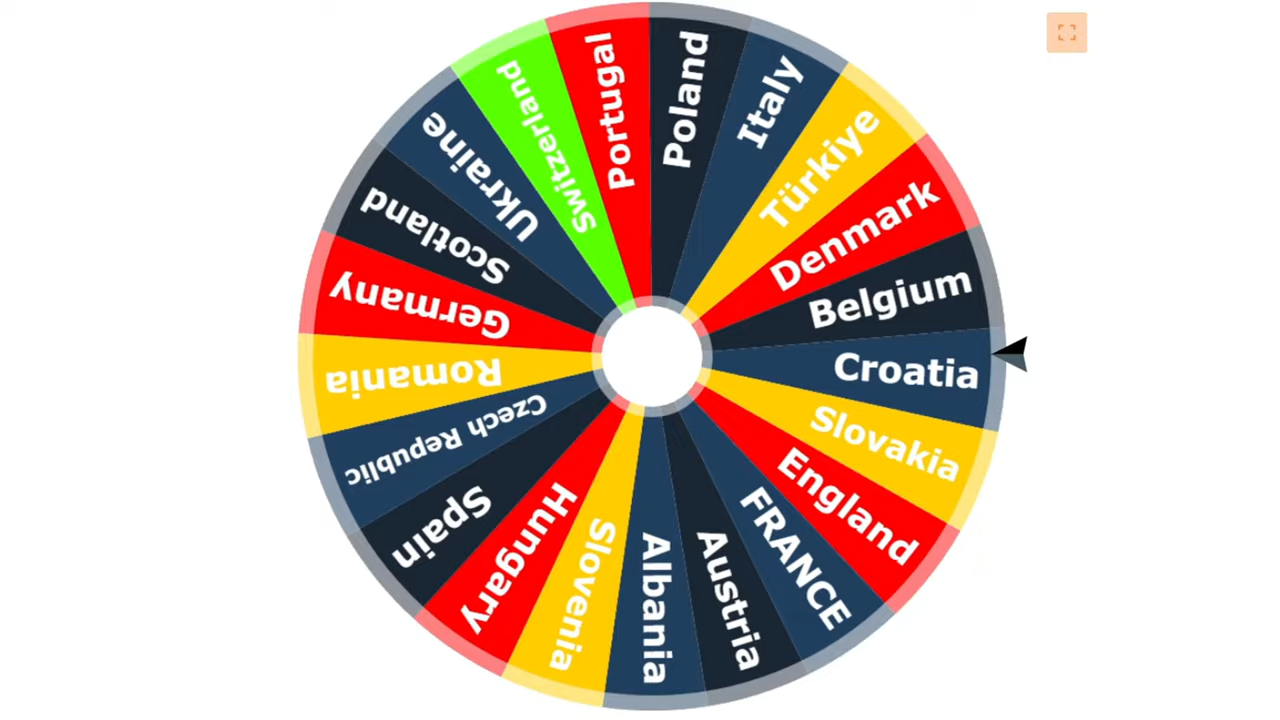 Poland
Italy
Türkiye
Denmark
Belgium
Croatia
Slovakia
England
FRANCE
Austria
Albania
Slovenia
Hungary
Spain
Czech Republic
Romania
Germany
Scotland
Ukraine
Switzerland
Portugal